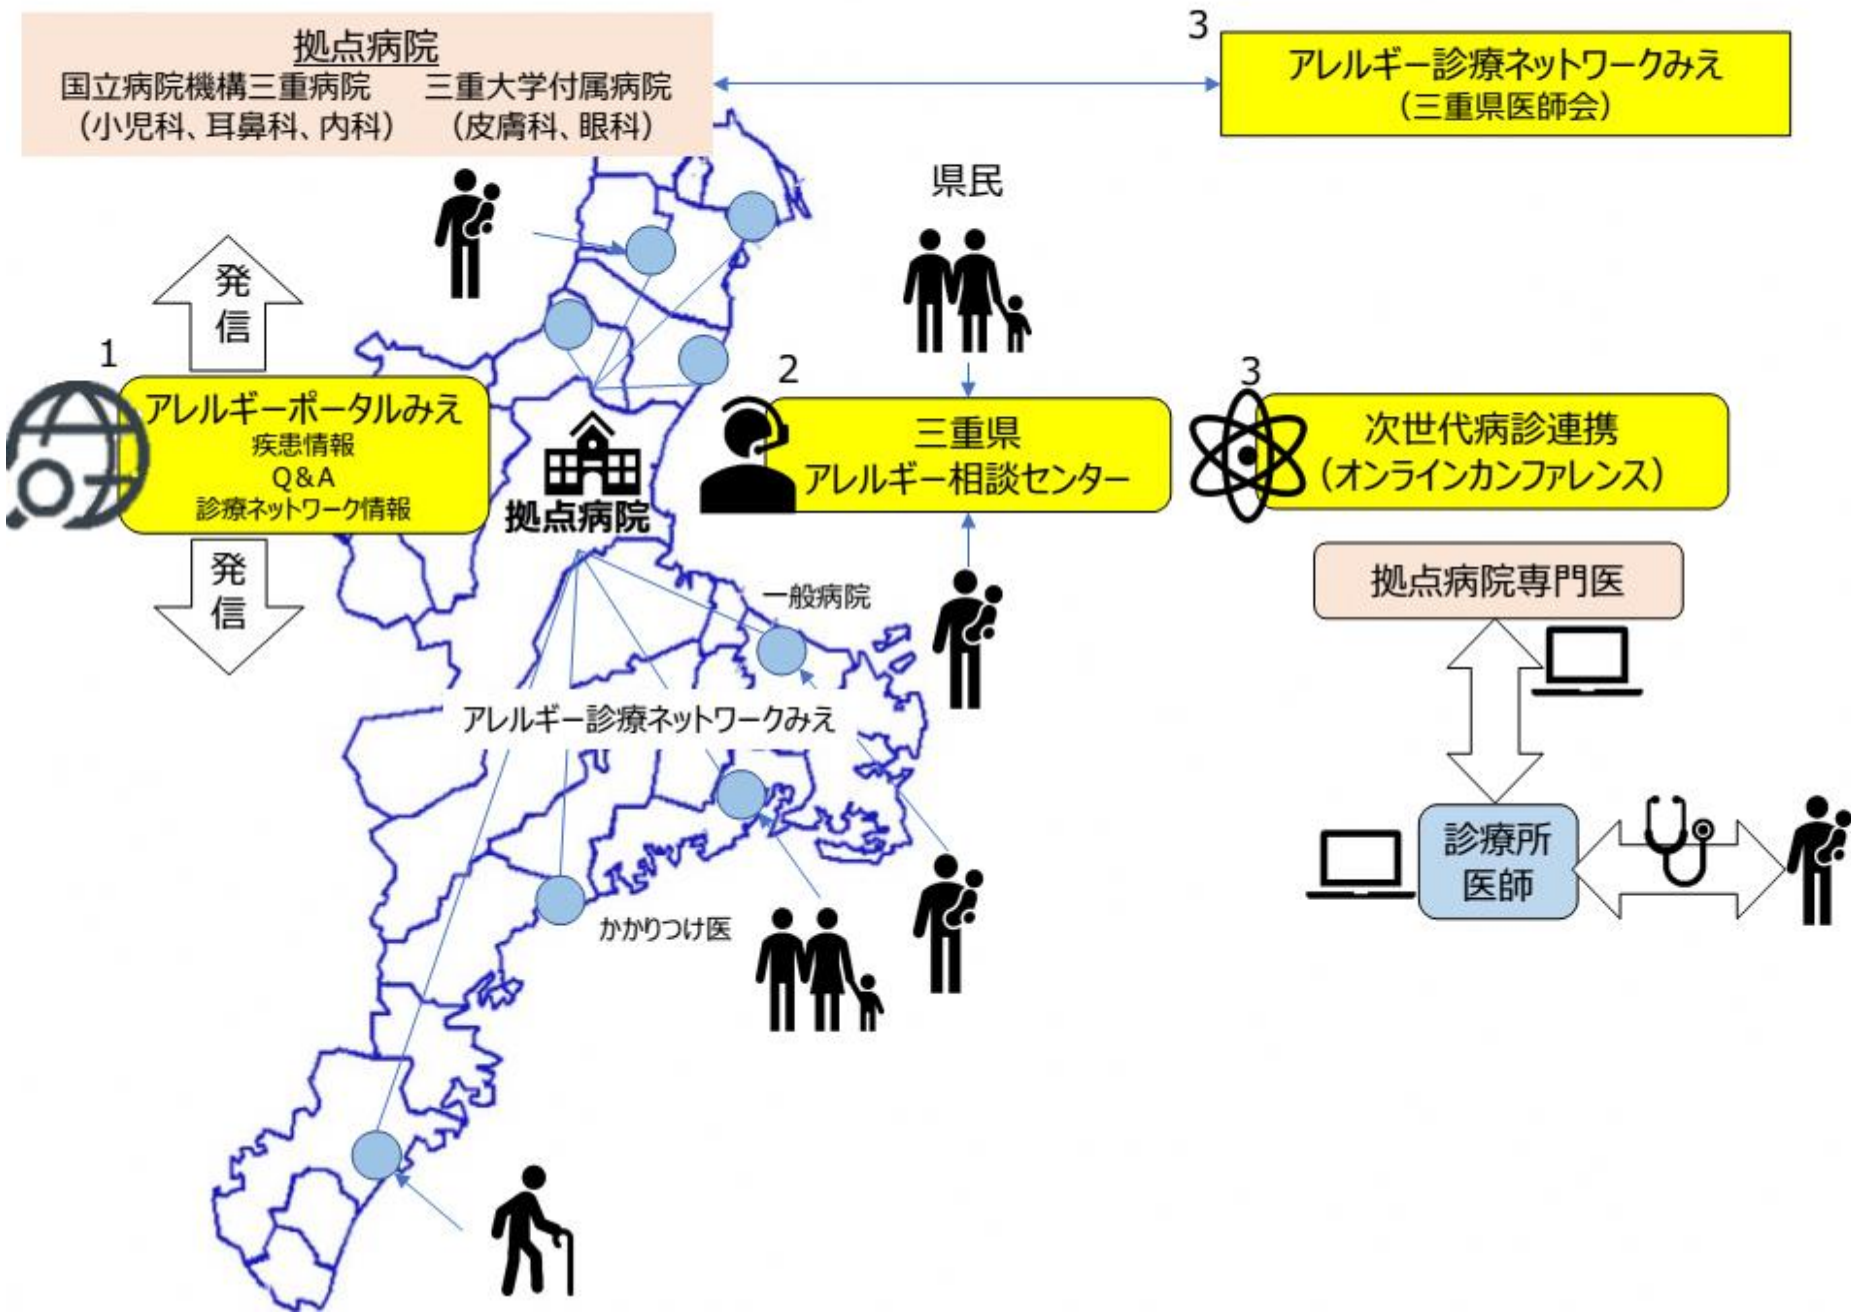 拠点病院
国立病院機構三重病院　三重大学付属病院
（小児科、耳鼻科、内科）　（皮膚科、眼科）
3
アレルギー診療ネットワークみえ
（三重県医師会）
県民
発
信
1
アレルギーポータルみえ
疾患情報
Q&A
診療ネットワーク情報
発
信
拠点病院
2
三重県
アレルギー相談センター
3
次世代病診連携
（オンラインカンファレンス）
拠点病院専門医
一般病院
アレルギー診療ネットワークみえ
診療所
医師
かかりつけ医